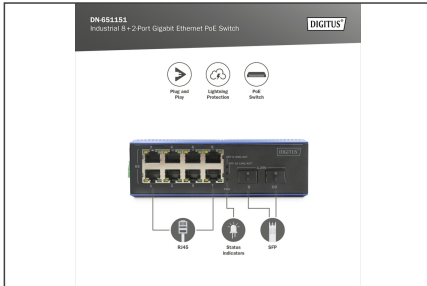 DN-651151
Industrial 8+2-Port Gigabit Ethernet PoE Switch
DIGITUS®
Plug and
Play
Lightning
Protection
PoE
Switch
DIGITUS
RJ45
Status
Indicators
SFP